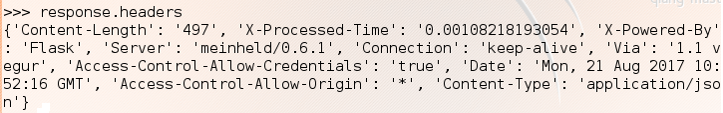 >>> response.headers
{'Content-Length': '497', 'X-Processed-Time': '0.00108218193054', 'X-Powered-By'
: 'Flask', 'Server': 'meinheld/0.6.1', 'Connection': 'keep-alive', 'Via': '1.1 v
egur', 'Access-Control-Allow-Credentials': 'true', 'Date': 'Mon, 21 Aug 2017 10:
52:16 GMT', 'Access-Control-Allow-Origin': '*', 'Content-Type': 'application/jso
n'}